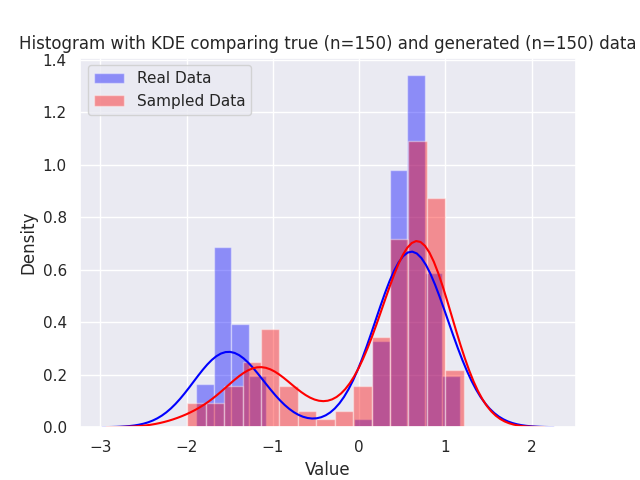 Histogram with KDE comparing true (n=150) and generated (n=150) data
Real Data
Sampled Data
Density
1.4
1.2
1.0
0.8
0.6
0.4
0.2
0.0
−3 −2 −1 0 1 2
Value